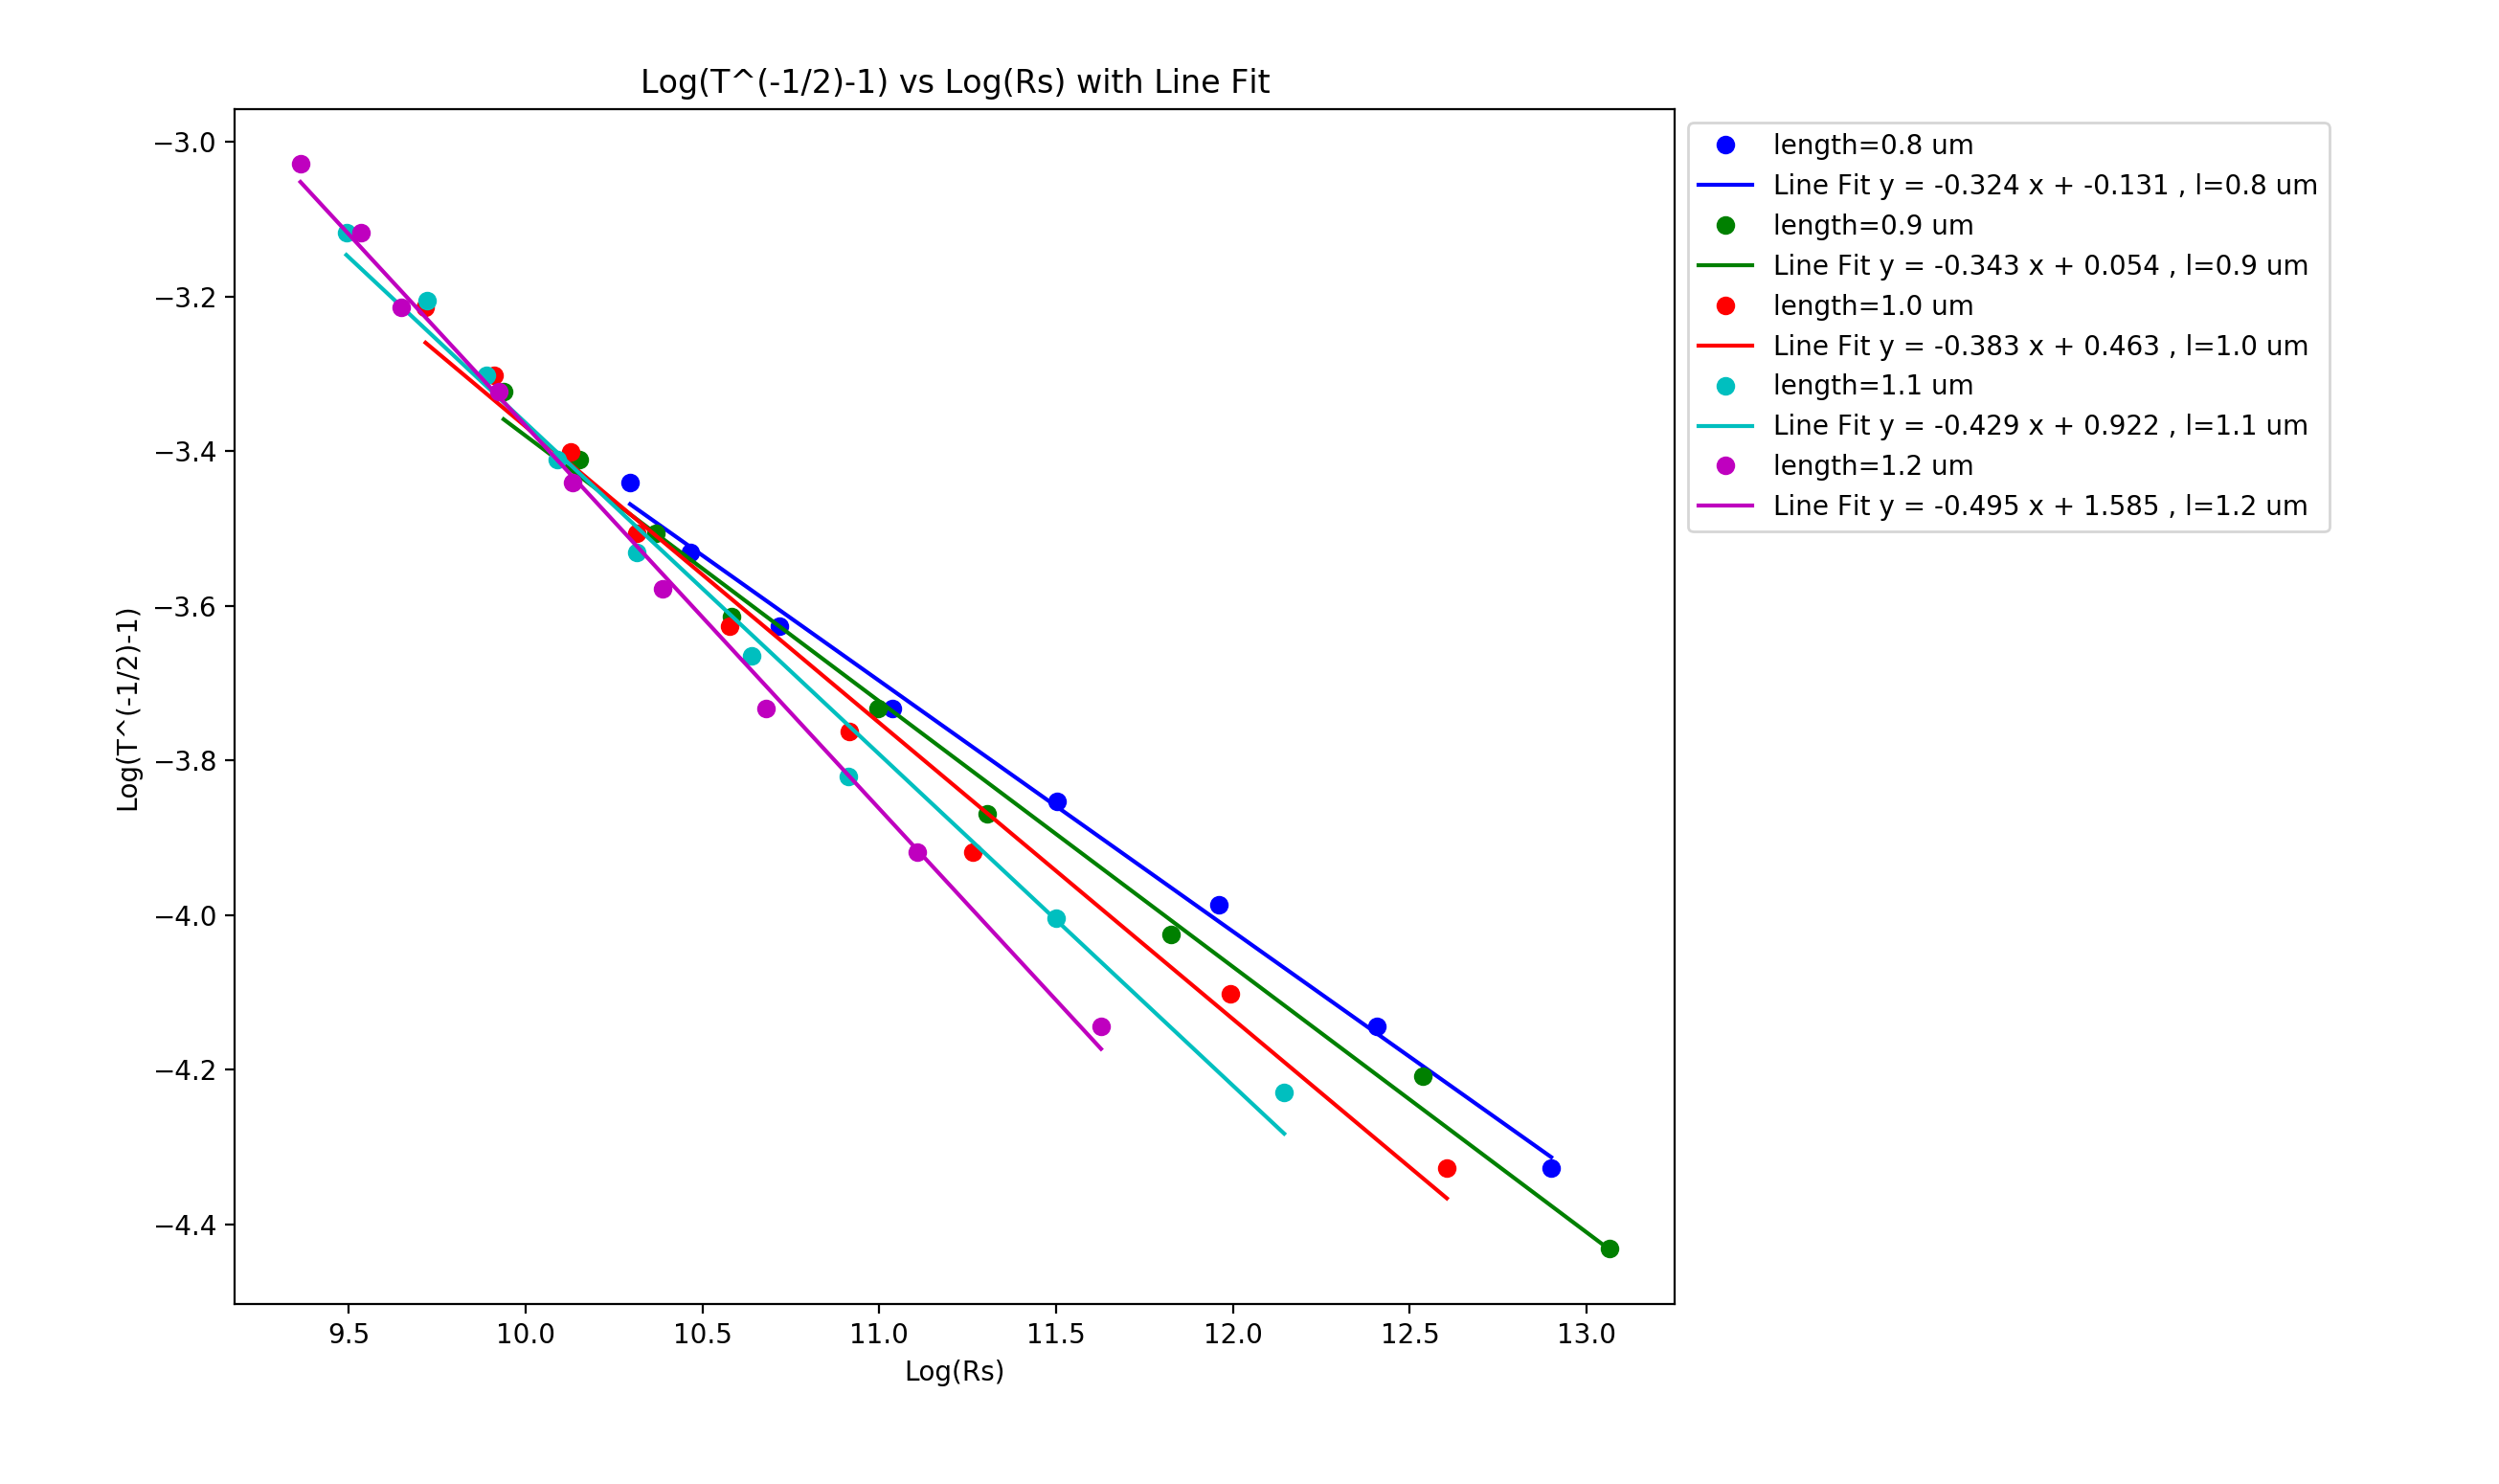 Log(T^(-1/2)-1) vs Log(Rs) with Line Fit
Log(T^(-1/2)-1)
−3.0
−3.2
−3.4
−3.6
−3.8
−4.0
−4.2
−4.4
9.5
10.0
10.5
11.0
11.5
12.0
12.5
13.0
Log(Rs)
length=0.8 um
Line Fit y = -0.324 x + -0.131 , l=0.8 um
length=0.9 um
Line Fit y = -0.343 x + 0.054 , l=0.9 um
length=1.0 um
Line Fit y = -0.383 x + 0.463 , l=1.0 um
length=1.1 um
Line Fit y = -0.429 x + 0.922 , l=1.1 um
length=1.2 um
Line Fit y = -0.495 x + 1.585 , l=1.2 um